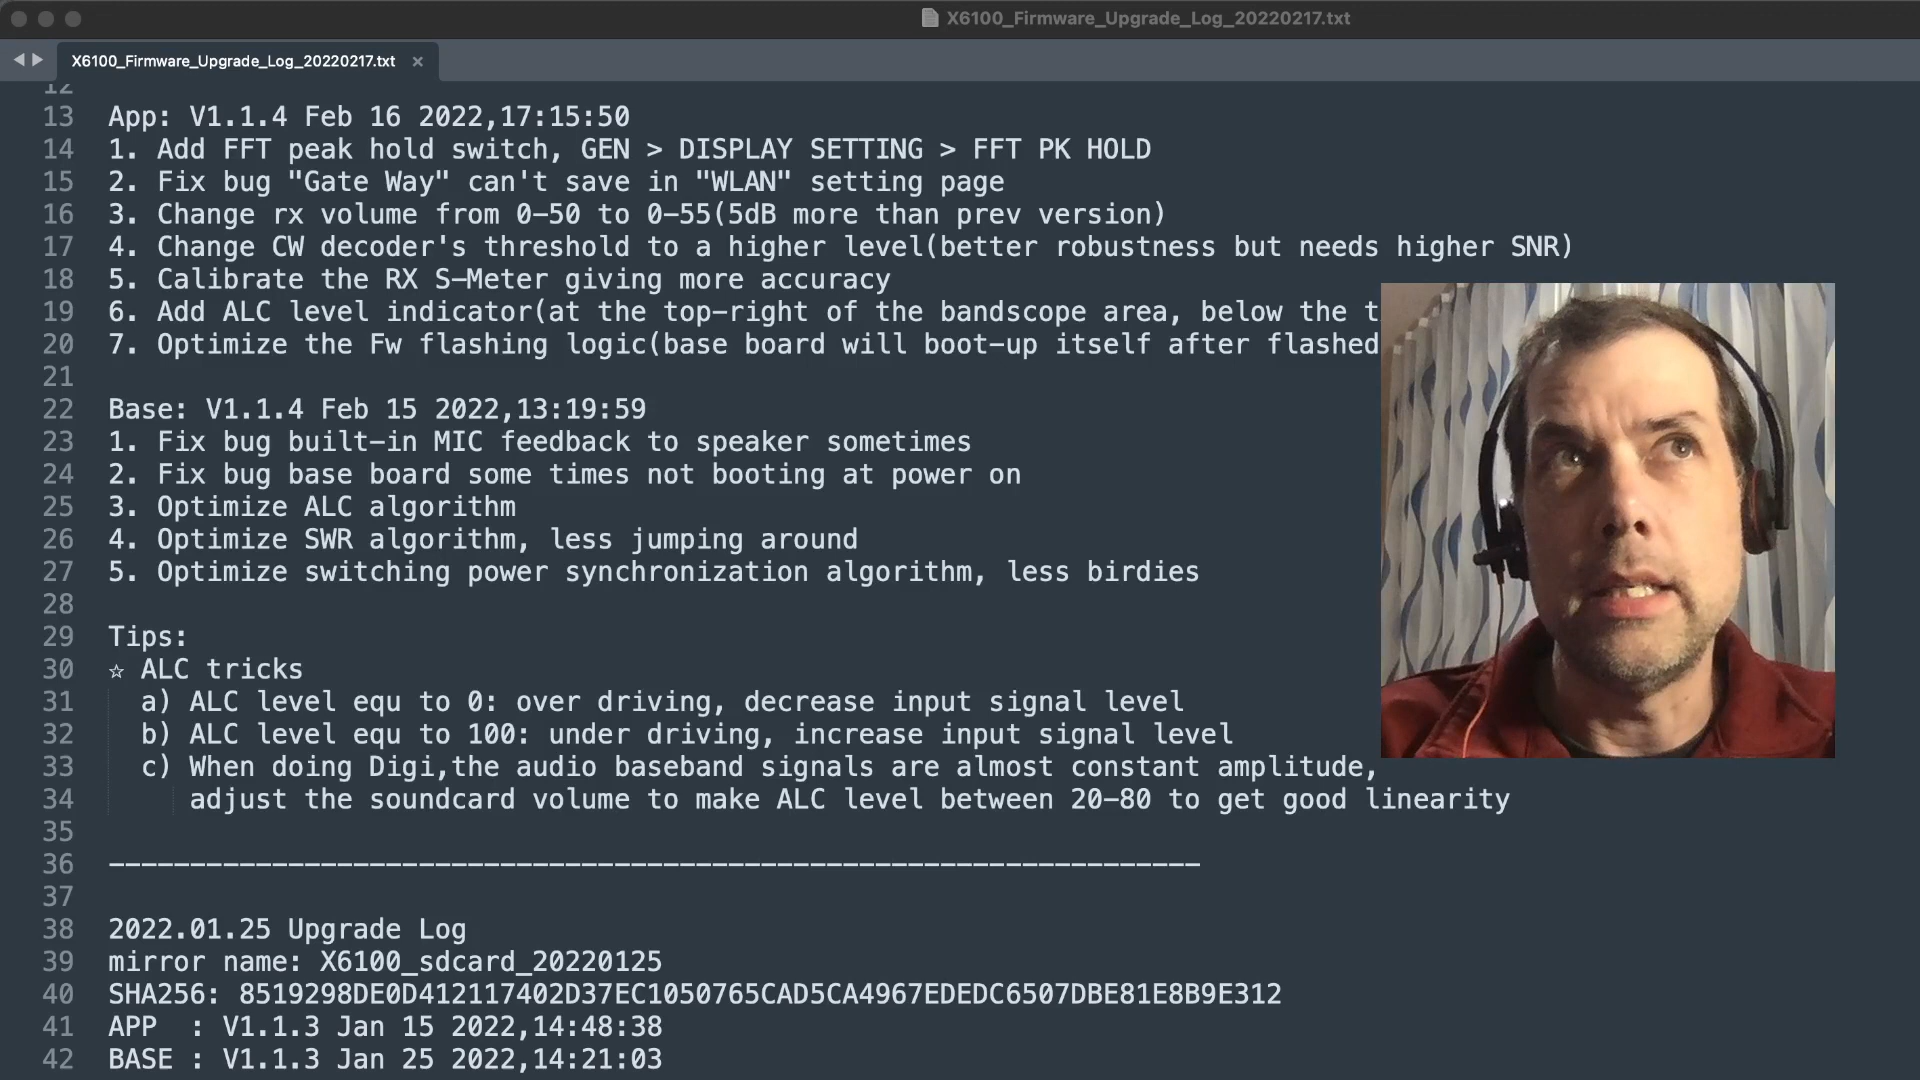 X6100_Firmware_Upgrade_Log_20220217.txt
X6100_Firmware_Upgrade_Log_20220217.txt ×
12
13 App: V1.1.4 Feb 16 2022,17:15:50
14 1. Add FFT peak hold switch, GEN > DISPLAY SETTING > FFT PK HOLD
15 2. Fix bug "Gate Way" can't save in "WLAN" setting page
16 3. Change rx volume from 0-50 to 0-55(5dB more than prev version)
17 4. Change CW decoder's threshold to a higher level(better robustness but needs higher SNR)
18 5. Calibrate the RX S-Meter giving more accuracy
19 6. Add ALC level indicator(at the top-right of the bandscope area, below the t
20 7. Optimize the Fw flashing logic(base board will boot-up itself after flashed
21
22 Base: V1.1.4 Feb 15 2022,13:19:59
23 1. Fix bug built-in MIC feedback to speaker sometimes
24 2. Fix bug base board some times not booting at power on
25 3. Optimize ALC algorithm
26 4. Optimize SWR algorithm, less jumping around
27 5. Optimize switching power synchronization algorithm, less birdies
28
29 Tips:
30 ☆ ALC tricks
31 a) ALC level equ to 0: over driving, decrease input signal level
32 b) ALC level equ to 100: under driving, increase input signal level
33 c) When doing Digi,the audio baseband signals are almost constant amplitude,
34 adjust the soundcard volume to make ALC level between 20-80 to get good linearity
35
36 -------------------------------------------------------------------
37
38 2022.01.25 Upgrade Log
39 mirror name: X6100_sdcard_20220125
40 SHA256: 8519298DE0D412117402D37EC1050765CAD5CA4967EDEDC6507DBE81E8B9E312
41 APP : V1.1.3 Jan 15 2022,14:48:38
42 BASE : V1.1.3 Jan 25 2022,14:21:03